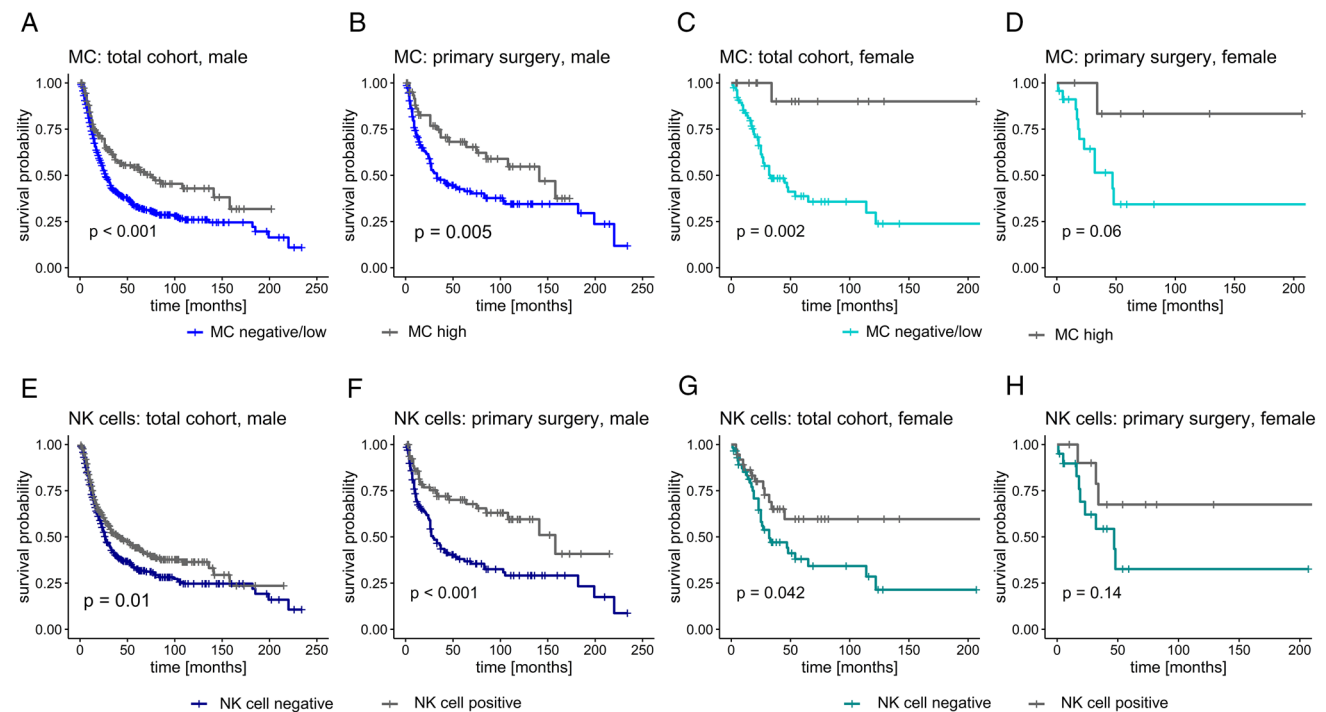 A
MC: total cohort, male
survival probability
1.00
0.75
0.50
0.25
0.00
p < 0.001
0 50 100 150 200 250
time [months]
B
MC: primary surgery, male
survival probability
1.00
0.75
0.50
0.25
0.00
p = 0.005
0 50 100 150 200 250
time [months]
MC negative/low MC high
C
MC: total cohort, female
survival probability
1.00
0.75
0.50
0.25
0.00
p = 0.002
0 50 100 150 200
time [months]
D
MC: primary surgery, female
survival probability
1.00
0.75
0.50
0.25
0.00
p = 0.06
0 50 100 150 200
time [months]
MC negative/low MC high
E
NK cells: total cohort, male
survival probability
1.00
0.75
0.50
0.25
0.00
p = 0.01
0 50 100 150 200 250
time [months]
F
NK cells: primary surgery, male
survival probability
1.00
0.75
0.50
0.25
0.00
p < 0.001
0 50 100 150 200 250
time [months]
NK cell negative NK cell positive
G
NK cells: total cohort, female
survival probability
1.00
0.75
0.50
0.25
0.00
p = 0.042
0 50 100 150 200
time [months]
H
NK cells: primary surgery, female
survival probability
1.00
0.75
0.50
0.25
0.00
p = 0.14
0 50 100 150 200
time [months]
NK cell negative NK cell positive